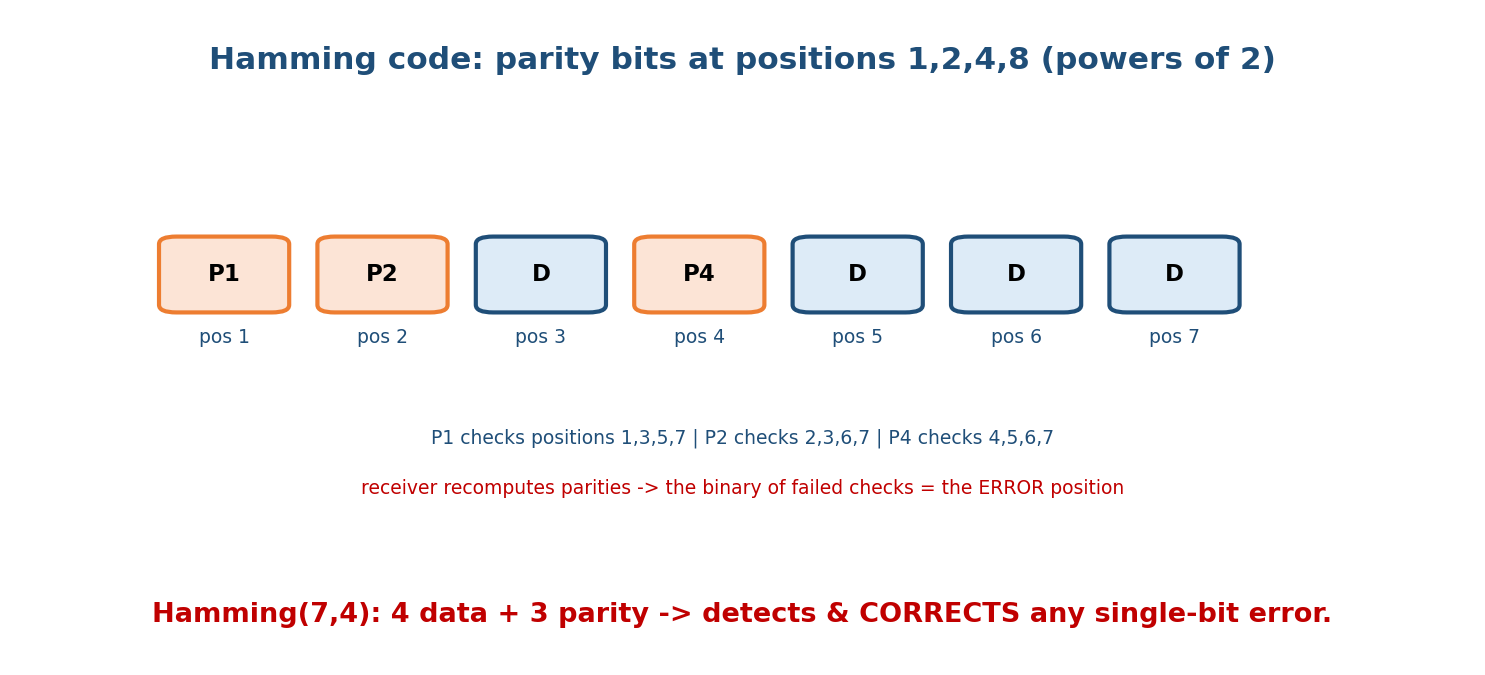 Hamming code: parity bits at positions 1,2,4,8 (powers of 2)
P1 P2 D P4 D D D
pos 1 pos 2 pos 3 pos 4 pos 5 pos 6 pos 7
P1 checks positions 1,3,5,7 | P2 checks 2,3,6,7 | P4 checks 4,5,6,7
receiver recomputes parities -> the binary of failed checks = the ERROR position
Hamming(7,4): 4 data + 3 parity -> detects & CORRECTS any single-bit error.